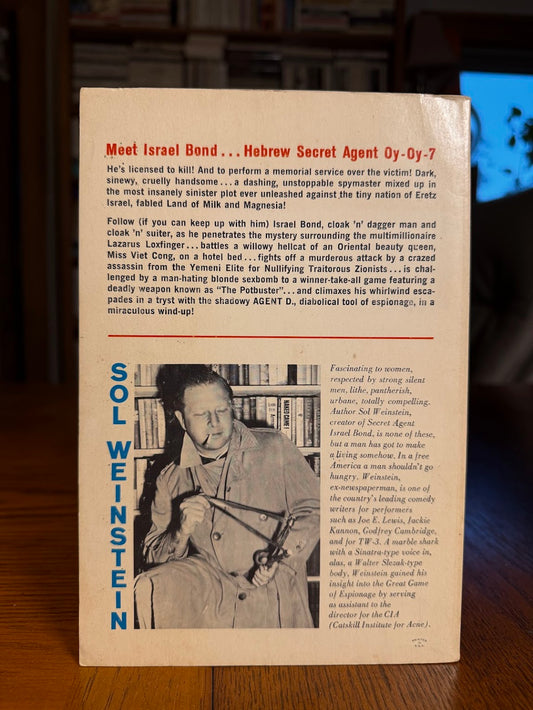 Meet Israel Bond . . . Hebrew Secret Agent Oy-Oy-7
He's licensed to kill! And to perform a memorial service over the victim! Dark,
sinewy, cruelly handsome . . . a dashing, unstoppable spymaster mixed up in
the most insanely sinister plot ever unleashed against the tiny nation of Eretz
Israel, fabled Land of Milk and Magnesia!
Follow (if you can keep up with him) Israel Bond, cloak 'n' dagger man and
cloak 'n' suiter, as he penetrates the mystery surrounding the multimillionaire
Lazarus Loxfinger . . . battles a willowy hellcat of an Oriental beauty queen,
Miss Viet Cong, on a hotel bed . . . fights off a murderous attack by a crazed
assassin from the Yemeni Elite for Nullifying Traitorous Zionists . . . is chal-
lenged by a man-hating blonde sexbomb to a winner-take-all game featuring a
deadly weapon known as "The Potbuster" . . . and climaxes his whirlwind esca-
pades in a tryst with the shadowy AGENT D., diabolical tool of espionage, in a
miraculous wind-up!
SOL WEINSTEIN
Fascinating to women,
respected by strong silent
men, lithe, pantherish,
urbane, totally compelling.
Author Sol Weinstein,
creator of Secret Agent
Israel Bond, is none of these,
but a man has got to make
a living somehow. In a free
America a man shouldn't go
hungry. Weinstein,
ex-newspaperman, is one of
the country's leading comedy
writers for performers
such as Joe E. Lewis, Jackie
Kannon, Godfrey Cambridge,
and for TW-3. A marble shark
with a Sinatra-type voice in,
alas, a Walter Slezak-type
body, Weinstein gained his
insight into the Great Game
of Espionage by serving
as assistant to the
director for the CIA
(Catskill Institute for Acne).